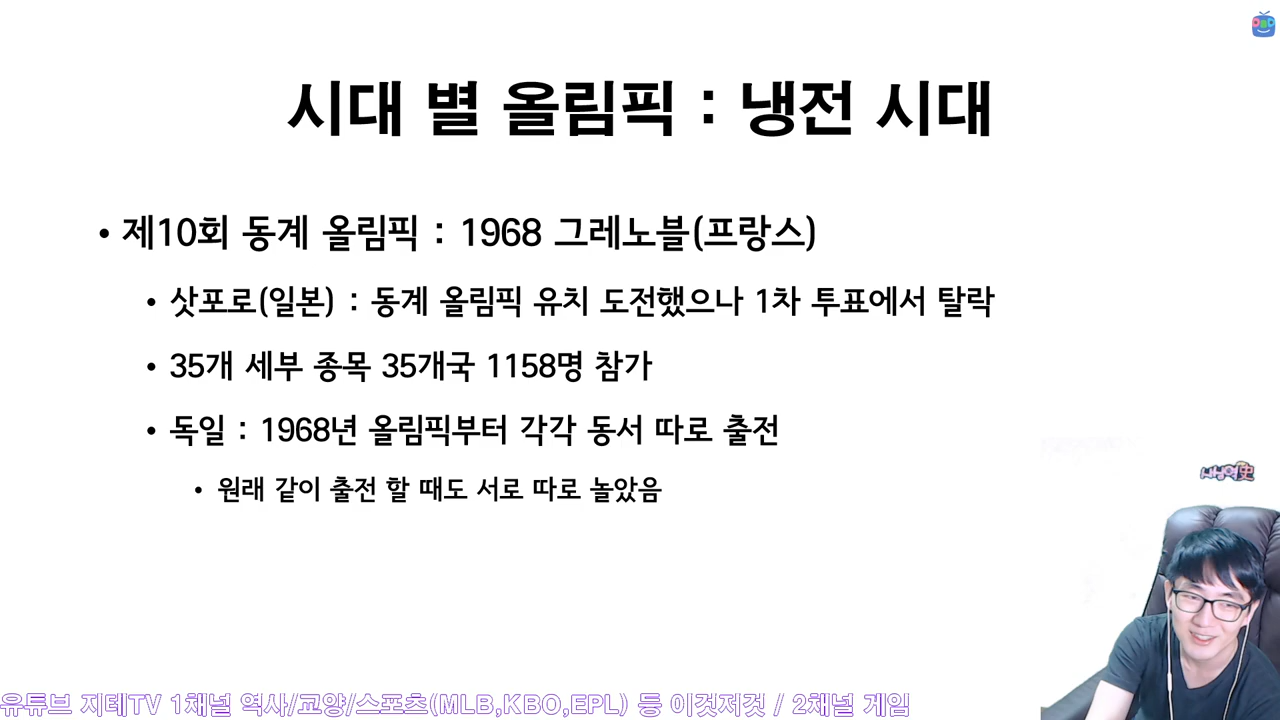 시대 별 올림픽 : 냉전 시대
• 제10회 동계 올림픽 : 1968 그레노블(프랑스)
• 삿포로(일본) : 동계 올림픽 유치 도전했으나 1차 투표에서 탈락
• 35개 세부 종목 35개국 1158명 참가
• 독일 : 1968년 올림픽부터 각각 동서 따로 출전
• 원래 같이 출전 할 때도 서로 따로 놀았음
유튜브 지테TV 1채널 역사/교양/스포츠(MLB,KBO,EPL) 등 이것저것 / 2채널 게임